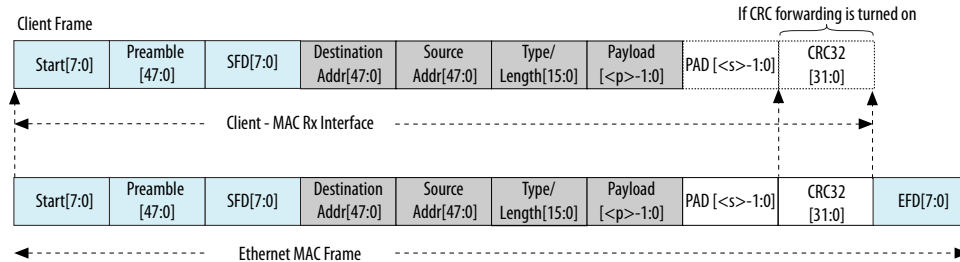 If CRC forwarding is turned on
Client Frame
Start[7:0]
Preamble
[47:0]
SFD[7:0]
Destination
Addr[47:0]
Source
Addr[47:0]
Type/
Length[15:0]
Payload
[<p>-1:0]
PAD [<s>-1:0]
CRC32
[31:0]
Client - MAC Rx Interface
Start[7:0]
Preamble
[47:0]
SFD[7:0]
Destination
Addr[47:0]
Source
Addr[47:0]
Type/
Length[15:0]
Payload
[<p>-1:0]
PAD [<s>-1:0]
CRC32
[31:0]
EFD[7:0]
Ethernet MAC Frame